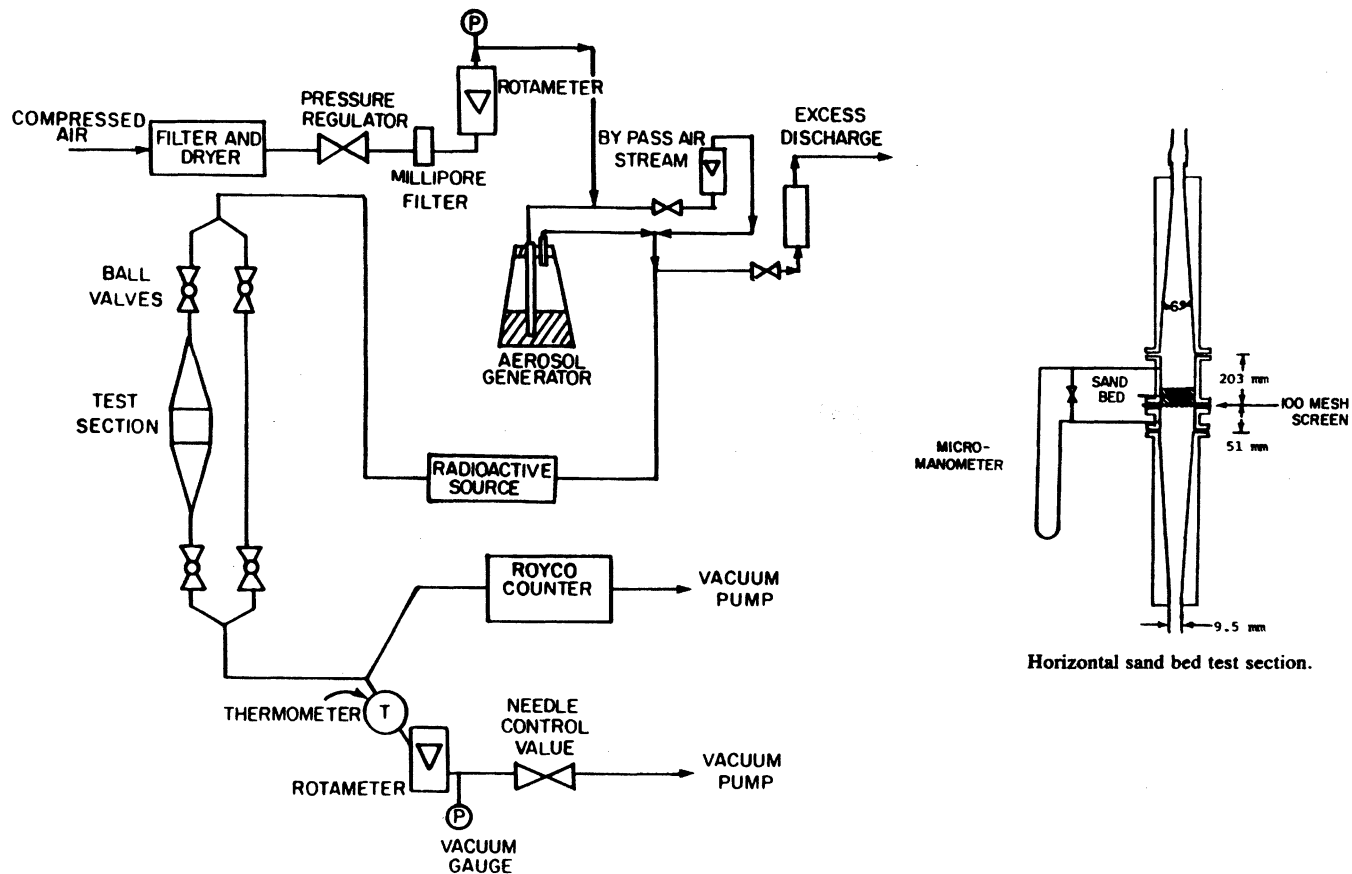 P
ROTAMETER
COMPRESSED
AIR
FILTER AND
DRYER
PRESSURE
REGULATOR
MILLIPORE
FILTER
BY PASS AIR
STREAM
EXCESS
DISCHARGE
AEROSOL
GENERATOR
BALL
VALVES
TEST
SECTION
RADIOACTIVE
SOURCE
ROYCO
COUNTER
VACUUM
PUMP
THERMOMETER
T
ROTAMETER
P
VACUUM
GAUGE
NEEDLE
CONTROL
VALUE
VACUUM
PUMP
6°
SAND
BED
203 mm
100 MESH
SCREEN
51 mm
MICRO-
MANOMETER
9.5 mm
Horizontal sand bed test section.